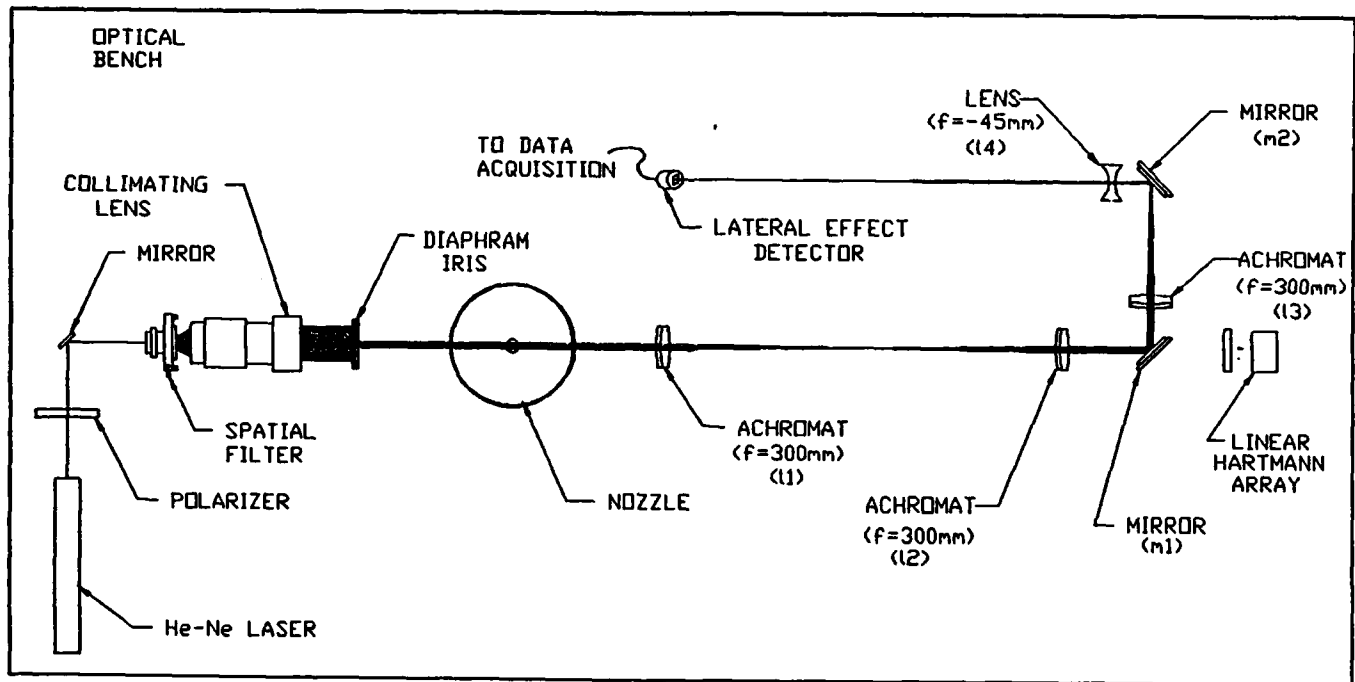 OPTICAL
BENCH
LENS
(f=-45mm)
(l4)
MIRROR
(m2)
TO DATA
ACQUISITION
COLLIMATING
LENS
LATERAL EFFECT
DETECTOR
DIAPHRAM
IRIS
MIRROR
ACHROMAT
(f=300mm)
(l3)
SPATIAL
FILTER
ACHROMAT
(f=300mm)
(l1)
LINEAR
HARTMANN
ARRAY
POLARIZER
NOZZLE
ACHROMAT
(f=300mm)
(l2)
MIRROR
(m1)
He-Ne LASER